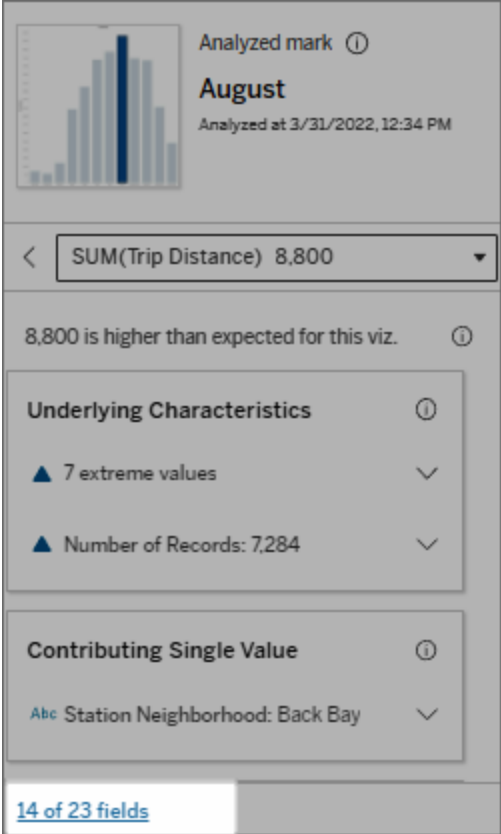 Analyzed mark
August
Analyzed at 3/31/2022, 12:34 PM
SUM(Trip Distance) 8,800
8,800 is higher than expected for this viz.
Underlying Characteristics
7 extreme values
Number of Records: 7,284
Contributing Single Value
Abc Station Neighborhood: Back Bay
14 of 23 fields